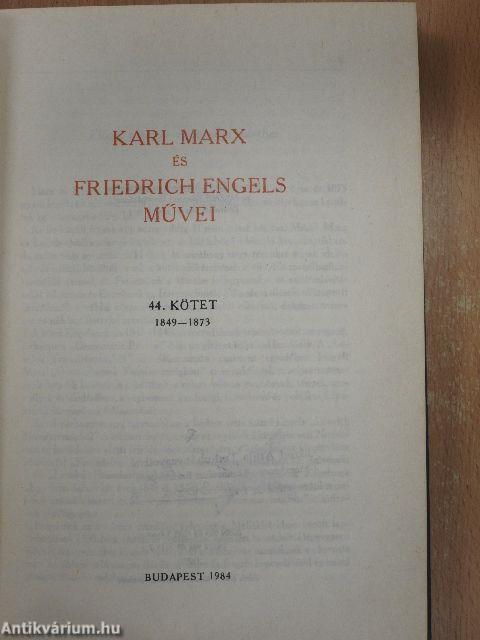 KARL MARX
ÉS
FRIEDRICH ENGELS
MŰVEI
44. KÖTET
1849—1873
BUDAPEST 1984
Antikvárium.hu